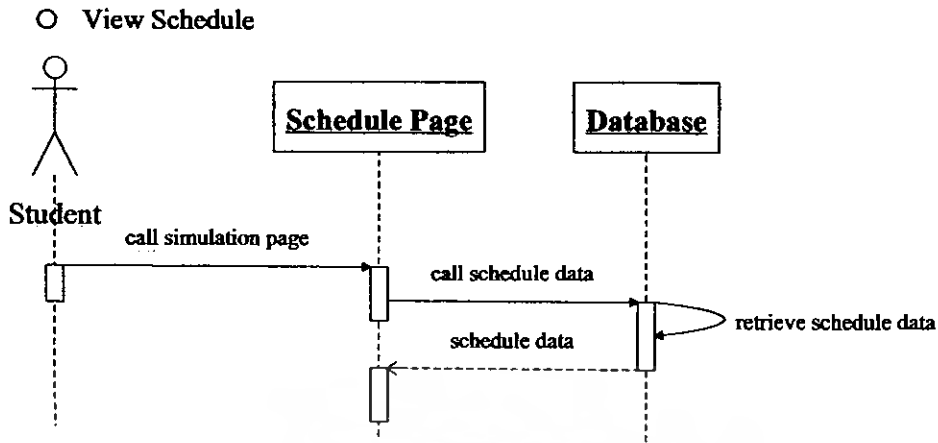 View Schedule
Schedule Page
Database
Student
call simulation page
call schedule data
retrieve schedule data
schedule data